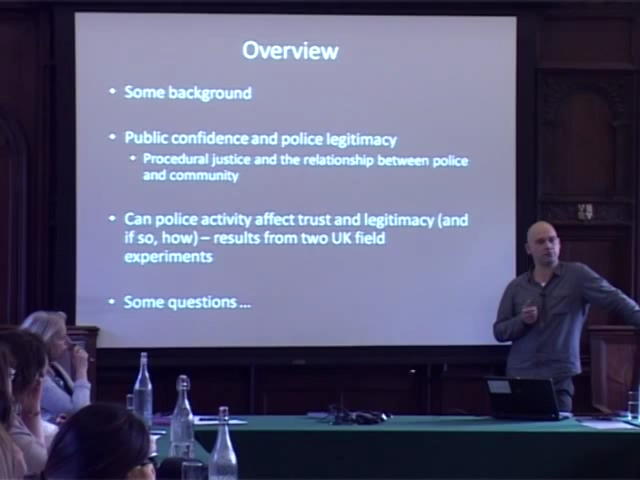 Overview
Some background
Public confidence and police legitimacy
Procedural justice and the relationship between police
and community
Can police activity affect trust and legitimacy (and
if so, how) – results from two UK field
experiments
Some questions ...